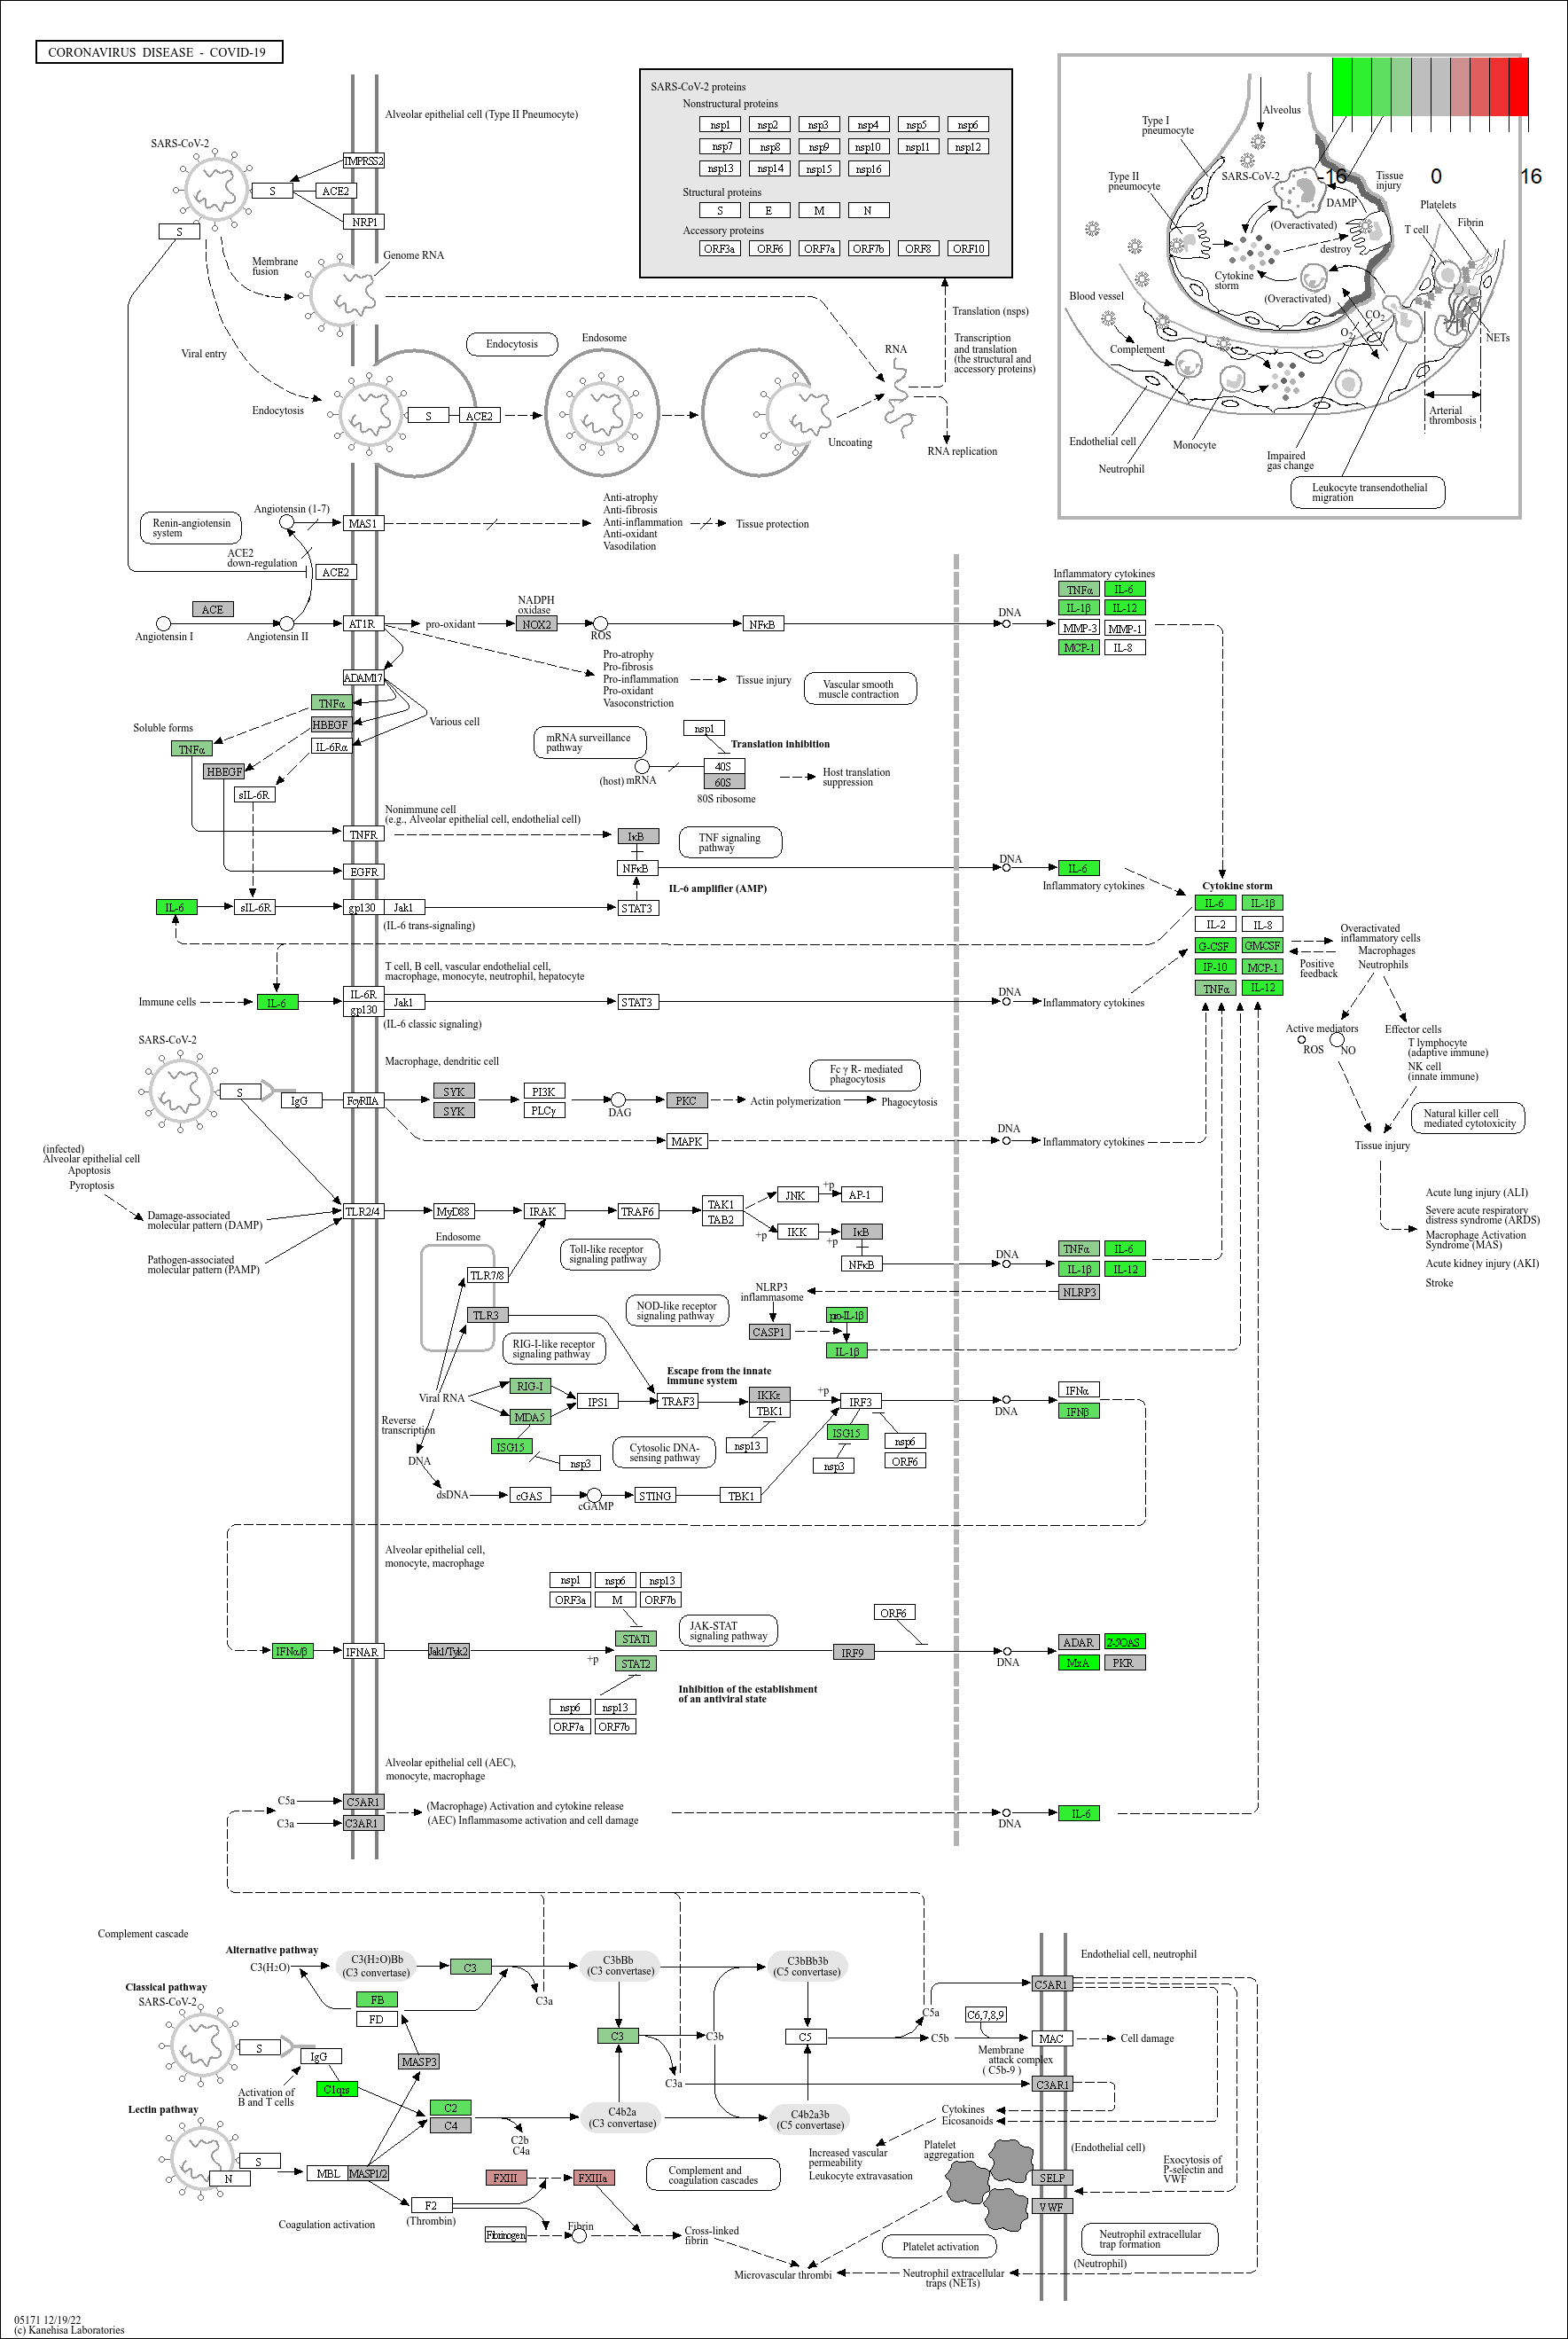 CORONAVIRUS DISEASE - COVID-19
SARS-CoV-2
S
S
TMPRSS2
ACE2
NRP1
Alveolar epithelial cell (Type II Pneumocyte)
Membrane
fusion
Genome RNA
Viral entry
Endocytosis
S
ACE2
Endocytosis
Endosome
Uncoating
RNA
RNA replication
Translation (nsps)
Transcription
and translation
(the structural and
accessory proteins)
SARS-CoV-2 proteins
Nonstructural proteins
nsp1 nsp2 nsp3 nsp4 nsp5 nsp6
nsp7 nsp8 nsp9 nsp10 nsp11 nsp12
nsp13 nsp14 nsp15 nsp16
Structural proteins
S E M N
Accessory proteins
ORF3a ORF6 ORF7a ORF7b ORF8 ORF10
Alveolus
Type I
pneumocyte
Type II
pneumocyte
SARS-CoV-2
-16 0 16
Tissue
injury
DAMP
(Overactivated)
destroy
Cytokine
storm
(Overactivated)
Platelets
Fibrin
T cell
Blood vessel
Complement
CO2
O2
NETs
Arterial
thrombosis
Endothelial cell
Neutrophil
Monocyte
Impaired
gas change
Leukocyte transendothelial
migration
Renin-angiotensin
system
Angiotensin (1-7)
MAS1
Anti-atrophy
Anti-fibrosis
Anti-inflammation
Anti-oxidant
Vasodilation
Tissue protection
ACE2
down-regulation
ACE2
ACE
Angiotensin I
Angiotensin II
AT1R
pro-oxidant
NADPH
oxidase
NOX2
ROS
NFκB
DNA
Inflammatory cytokines
TNFα IL-6
IL-1β IL-12
MMP-3 MMP-1
MCP-1 IL-8
Pro-atrophy
Pro-fibrosis
Pro-inflammation
Pro-oxidant
Vasoconstriction
Tissue injury
Vascular smooth
muscle contraction
ADAM17
TNFα
HBEGF
IL-6Rα
Various cell
Soluble forms
TNFα
HBEGF
sIL-6R
mRNA surveillance
pathway
nsp1
Translation inhibition
(host) mRNA
40S
60S
80S ribosome
Host translation
suppression
Nonimmune cell
(e.g., Alveolar epithelial cell, endothelial cell)
TNFR
EGFR
IκB
NFκB
TNF signaling
pathway
IL-6 amplifier (AMP)
IL-6
sIL-6R
gp130
Jak1
STAT3
(IL-6 trans-signaling)
DNA
IL-6
Inflammatory cytokines
Cytokine storm
IL-6 IL-1β
IL-2 IL-8
G-CSF GMCSF
IP-10 MCP-1
TNFα IL-12
Positive
feedback
Overactivated
inflammatory cells
Macrophages
Neutrophils
Active mediators
ROS NO
Effector cells
T lymphocyte
(adaptive immune)
NK cell
(innate immune)
Natural killer cell
mediated cytotoxicity
Tissue injury
Acute lung injury (ALI)
Severe acute respiratory
distress syndrome (ARDS)
Macrophage Activation
Syndrome (MAS)
Acute kidney injury (AKI)
Stroke
T cell, B cell, vascular endothelial cell,
macrophage, monocyte, neutrophil, hepatocyte
Immune cells
IL-6
IL-6R
gp130
Jak1
STAT3
(IL-6 classic signaling)
DNA
Inflammatory cytokines
SARS-CoV-2
S
IgG
FcγRIIA
Macrophage, dendritic cell
SYK
SYK
PI3K
PLCγ
DAG
PKC
Actin polymerization
Phagocytosis
Fc γ R- mediated
phagocytosis
MAPK
DNA
Inflammatory cytokines
(infected)
Alveolar epithelial cell
Apoptosis
Pyroptosis
Damage-associated
molecular pattern (DAMP)
Pathogen-associated
molecular pattern (PAMP)
TLR2/4
MyD88
IRAK
TRAF6
TAK1
TAB2
JNK
+p
AP-1
+p
IKK
+p
IκB
NFκB
DNA
TNFα IL-6
IL-1β IL-12
NLRP3
Endosome
TLR7/8
TLR3
Toll-like receptor
signaling pathway
NOD-like receptor
signaling pathway
NLRP3
inflammasome
CASP1
pro-IL-1β
IL-1β
RIG-I-like receptor
signaling pathway
Viral RNA
RIG-I
MDA5
ISG15
nsp3
IPS1
TRAF3
Escape from the innate
immune system
IKKε
TBK1
nsp13
+p
IRF3
ISG15
nsp3
nsp6
ORF6
DNA
IFNα
IFNβ
Reverse
transcription
DNA
dsDNA
cGAS
cGAMP
STING
TBK1
Cytosolic DNA-
sensing pathway
Alveolar epithelial cell,
monocyte, macrophage
nsp1 nsp6 nsp13
ORF3a M ORF7b
IFNα/β
IFNAR
Jak1/Tyk2
STAT1
STAT2
+p
JAK-STAT
signaling pathway
IRF9
ORF6
DNA
ADAR 2-5OAS
MxA PKR
nsp6 nsp13
ORF7a ORF7b
Inhibition of the establishment
of an antiviral state
Alveolar epithelial cell (AEC),
monocyte, macrophage
C5a
C3a
C5AR1
C3AR1
(Macrophage) Activation and cytokine release
(AEC) Inflammasome activation and cell damage
DNA
IL-6
Complement cascade
Alternative pathway
C3(H2O)
C3(H2O)Bb
(C3 convertase)
C3
C3a
C3bBb
(C3 convertase)
C3bBb3b
(C5 convertase)
Classical pathway
SARS-CoV-2
FB
FD
S
IgG
MASP3
C1qrs
Activation of
B and T cells
C3
C3b
C3a
C5
C5a
C5b
C6,7,8,9
Membrane
attack complex
( C5b-9 )
Endothelial cell, neutrophil
C5AR1
MAC
Cell damage
C3AR1
Lectin pathway
C2
C4
C2b
C4a
C4b2a
(C3 convertase)
C4b2a3b
(C5 convertase)
S
N
MBL
MASP1/2
Cytokines
Eicosanoids
Increased vascular
permeability
Leukocyte extravasation
Platelet
aggregation
(Endothelial cell)
SELP
VWF
Exocytosis of
P-selectin and
VWF
F2
(Thrombin)
Coagulation activation
FXIII
FXIIIa
Complement and
coagulation cascades
Fibrinogen
Fibrin
Cross-linked
fibrin
Microvascular thrombi
Platelet activation
Neutrophil extracellular
trap formation
(Neutrophil)
Neutrophil extracellular
traps (NETs)
05171 12/19/22
(c) Kanehisa Laboratories